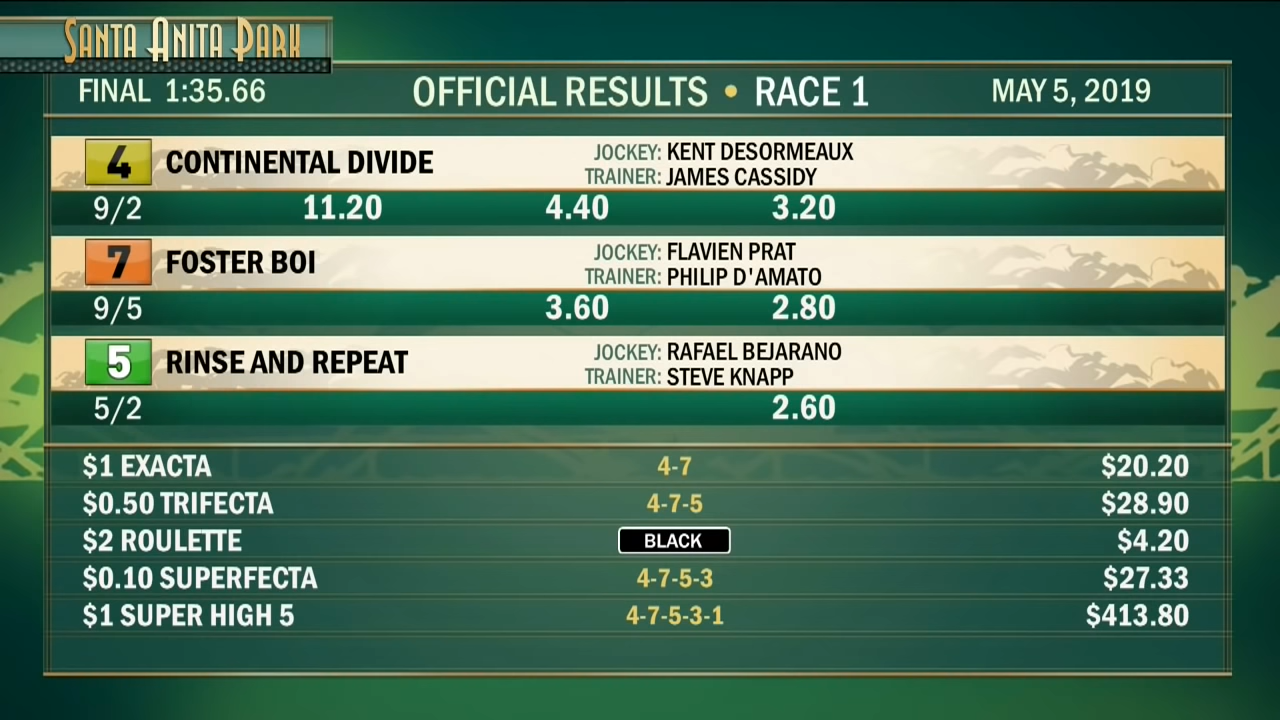 SANTA ANITA PARK
FINAL 1:35.66 OFFICIAL RESULTS • RACE 1 MAY 5, 2019
4 CONTINENTAL DIVIDE JOCKEY: KENT DESORMEAUX
TRAINER: JAMES CASSIDY
9/2 11.20 4.40 3.20
7 FOSTER BOI JOCKEY: FLAVIEN PRAT
TRAINER: PHILIP D'AMATO
9/5 3.60 2.80
5 RINSE AND REPEAT JOCKEY: RAFAEL BEJARANO
TRAINER: STEVE KNAPP
5/2 2.60
$1 EXACTA 4-7 $20.20
$0.50 TRIFECTA 4-7-5 $28.90
$2 ROULETTE BLACK $4.20
$0.10 SUPERFECTA 4-7-5-3 $27.33
$1 SUPER HIGH 5 4-7-5-3-1 $413.80